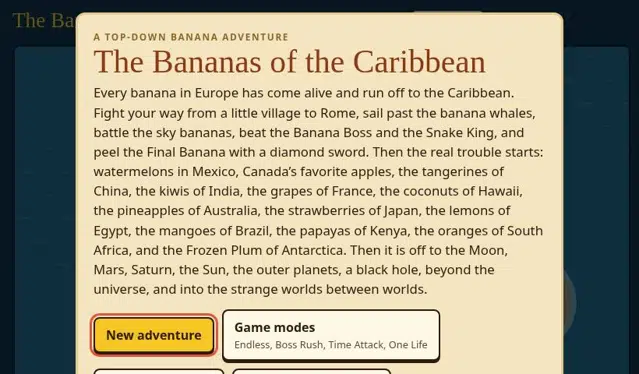 The Ba
A TOP-DOWN BANANA ADVENTURE
The Bananas of the Caribbean
Every banana in Europe has come alive and run off to the Caribbean.
Fight your way from a little village to Rome, sail past the banana whales,
battle the sky bananas, beat the Banana Boss and the Snake King, and
peel the Final Banana with a diamond sword. Then the real trouble starts:
watermelons in Mexico, Canada's favorite apples, the tangerines of
China, the kiwis of India, the grapes of France, the coconuts of Hawaii,
the pineapples of Australia, the strawberries of Japan, the lemons of
Egypt, the mangoes of Brazil, the papayas of Kenya, the oranges of South
Africa, and the Frozen Plum of Antarctica. Then it is off to the Moon,
Mars, Saturn, the Sun, the outer planets, a black hole, beyond the
universe, and into the strange worlds between worlds.
New adventure
Game modes
Endless, Boss Rush, Time Attack, One Life